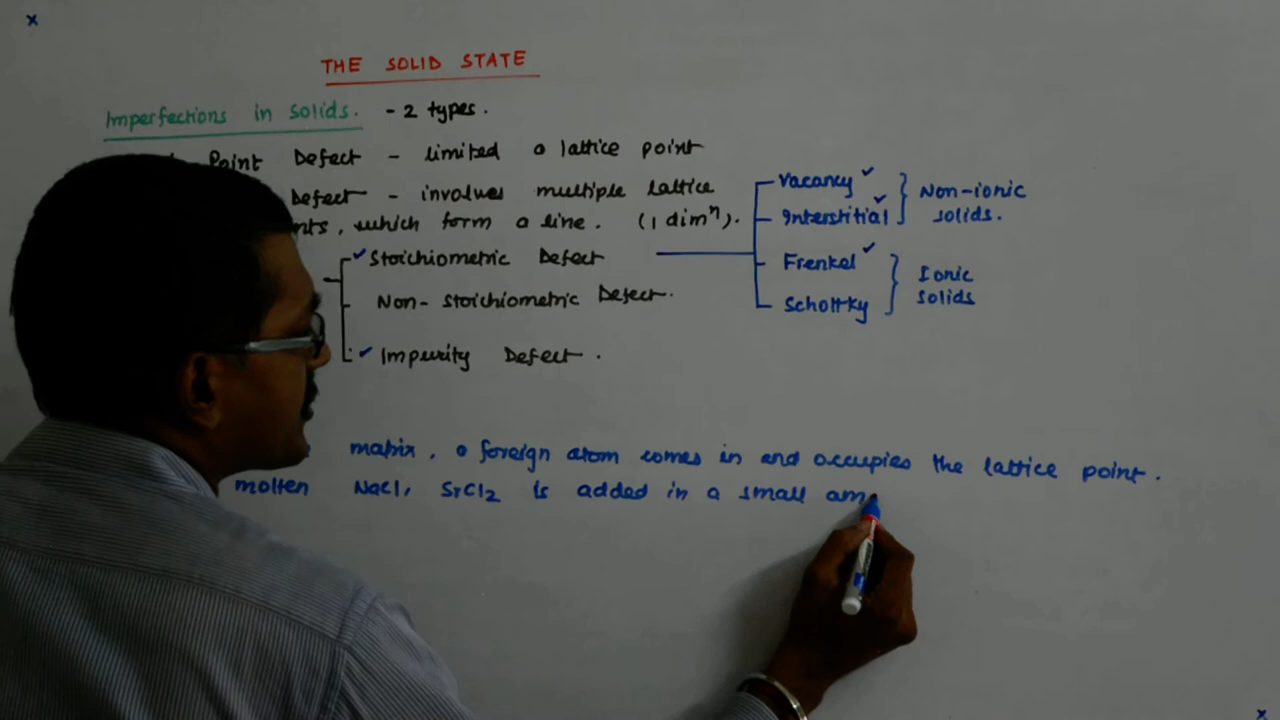 x
THE SOLID STATE
Imperfections in solids. - 2 types.
Point Defect - limited a lattice point
Defect - involves multiple lattice
nts, which form a line. (1 dimⁿ).
✓Stoichiometric Defect
Non-Stoichiometric Defect.
✓Impurity Defect.
Vacancy ✓
Interstitial ✓
Non-ionic
solids.
Frenkel ✓
Schottky
Ionic
solids
matrix, a foreign atom comes in and occupies the lattice point.
molten NaCl, SrCl2 is added in a small am
x